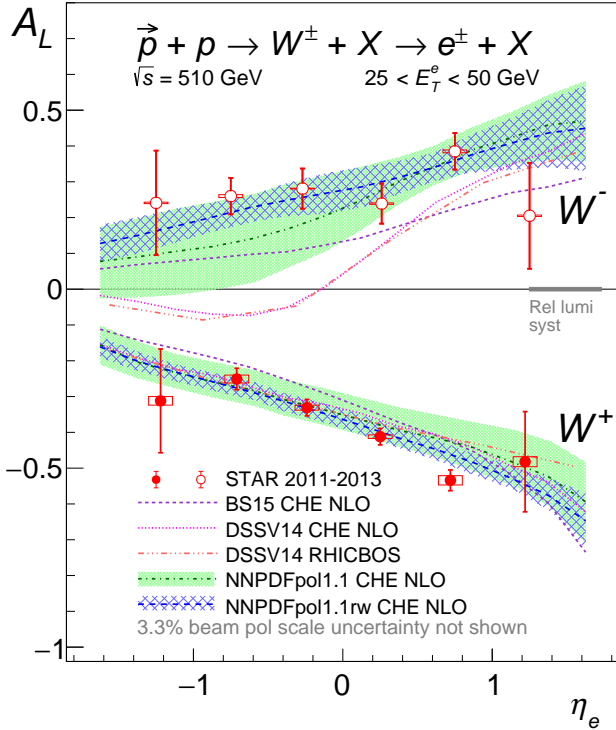 A_L
p⃗ + p → W^± + X → e^± + X
√s = 510 GeV 25 < E_T^e < 50 GeV
0.5
W^-
0
Rel lumi
syst
W^+
−0.5
STAR 2011-2013
BS15 CHE NLO
DSSV14 CHE NLO
DSSV14 RHICBOS
NNPDFpol1.1 CHE NLO
NNPDFpol1.1rw CHE NLO
3.3% beam pol scale uncertainty not shown
−1
−1 0 1
η_e